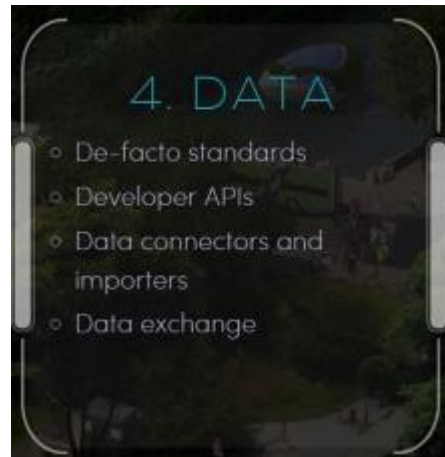 4. DATA
De-facto standards
Developer APIs
Data connectors and
importers
Data exchange